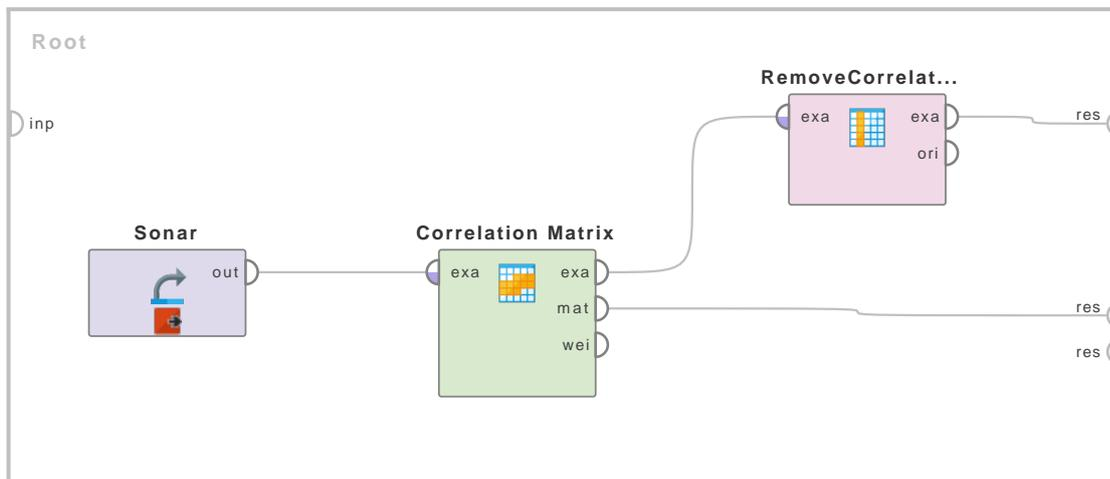 Root
inp
RemoveCorrelat...
exa
exa
res
ori
Sonar
out
Correlation Matrix
exa
exa
mat
wei
res
res